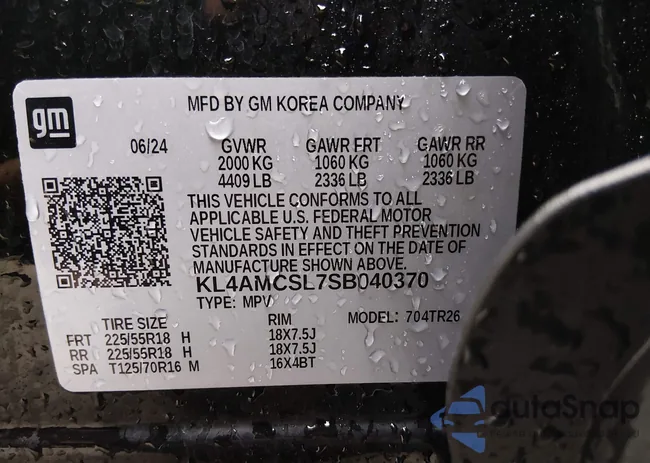 gm
MFD BY GM KOREA COMPANY
06/24 GVWR GAWR FRT GAWR RR
2000 KG 1060 KG 1060 KG
4409 LB 2336 LB 2336 LB
THIS VEHICLE CONFORMS TO ALL
APPLICABLE U.S. FEDERAL MOTOR
VEHICLE SAFETY AND THEFT PREVENTION
STANDARDS IN EFFECT ON THE DATE OF
MANUFACTURE SHOWN ABOVE.
KL4AMCSL7SB040370
TYPE: MPV
TIRE SIZE RIM MODEL: 704TR26
FRT 225/55R18 H 18X7.5J
RR 225/55R18 H 18X7.5J
SPA T125/70R16 M 16X4BT
autoSnap